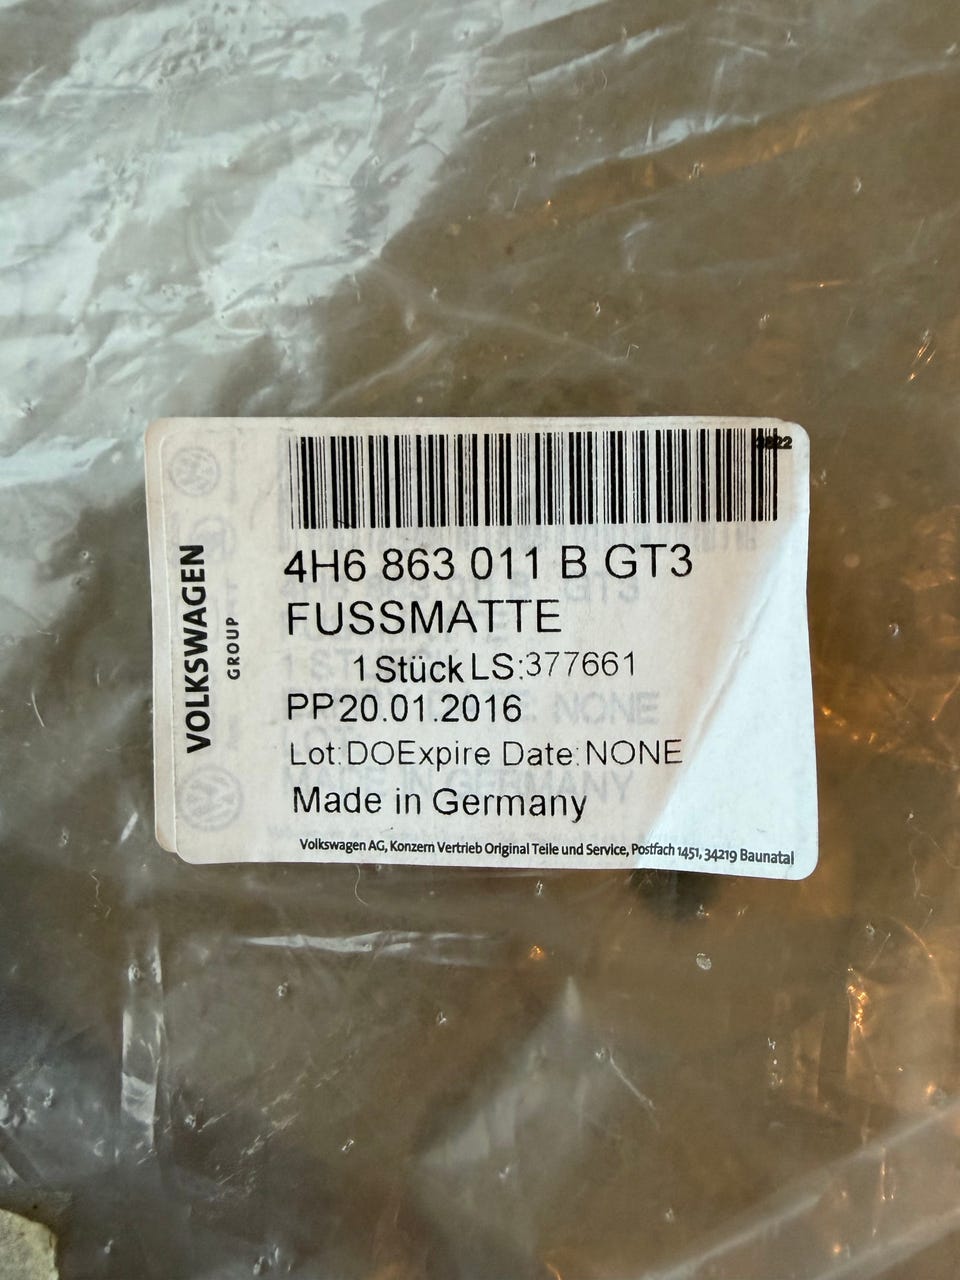 4H6 863 011 B GT3
FUSSMATTE
1 Stück LS:377661
PP20.01.2016
Lot:DOExpire Date:NONE
Made in Germany
Volkswagen AG, Konzern Vertrieb Original Teile und Service, Postfach 1451, 34219 Baunatal
VOLKSWAGEN
GROUP